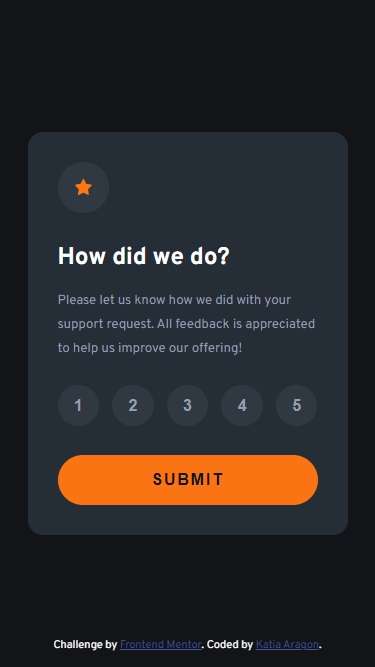 How did we do?
Please let us know how we did with your
support request. All feedback is appreciated
to help us improve our offering!
1 2 3 4 5
SUBMIT
Challenge by Frontend Mentor. Coded by Katia Aragon.